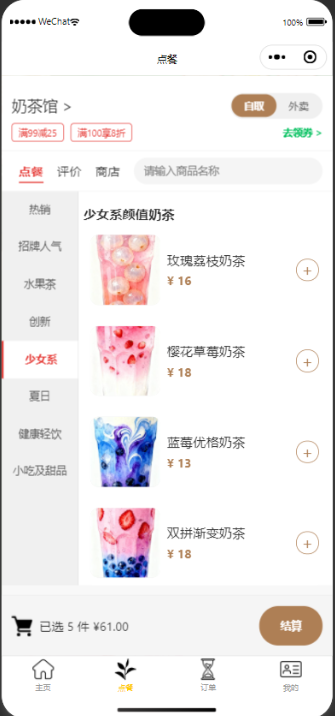 WeChat
100%
点餐
奶茶馆 >
自取 外卖
满99减25 满100享8折
去领券 >
点餐 评价 商店 请输入商品名称
热销
招牌人气
水果茶
创新
少女系
夏日
健康轻饮
小吃及甜品
少女系颜值奶茶
玫瑰荔枝奶茶
¥ 16
樱花草莓奶茶
¥ 18
蓝莓优格奶茶
¥ 13
双拼渐变奶茶
¥ 18
已选 5 件 ¥61.00
结算
主页 点餐 订单 我的